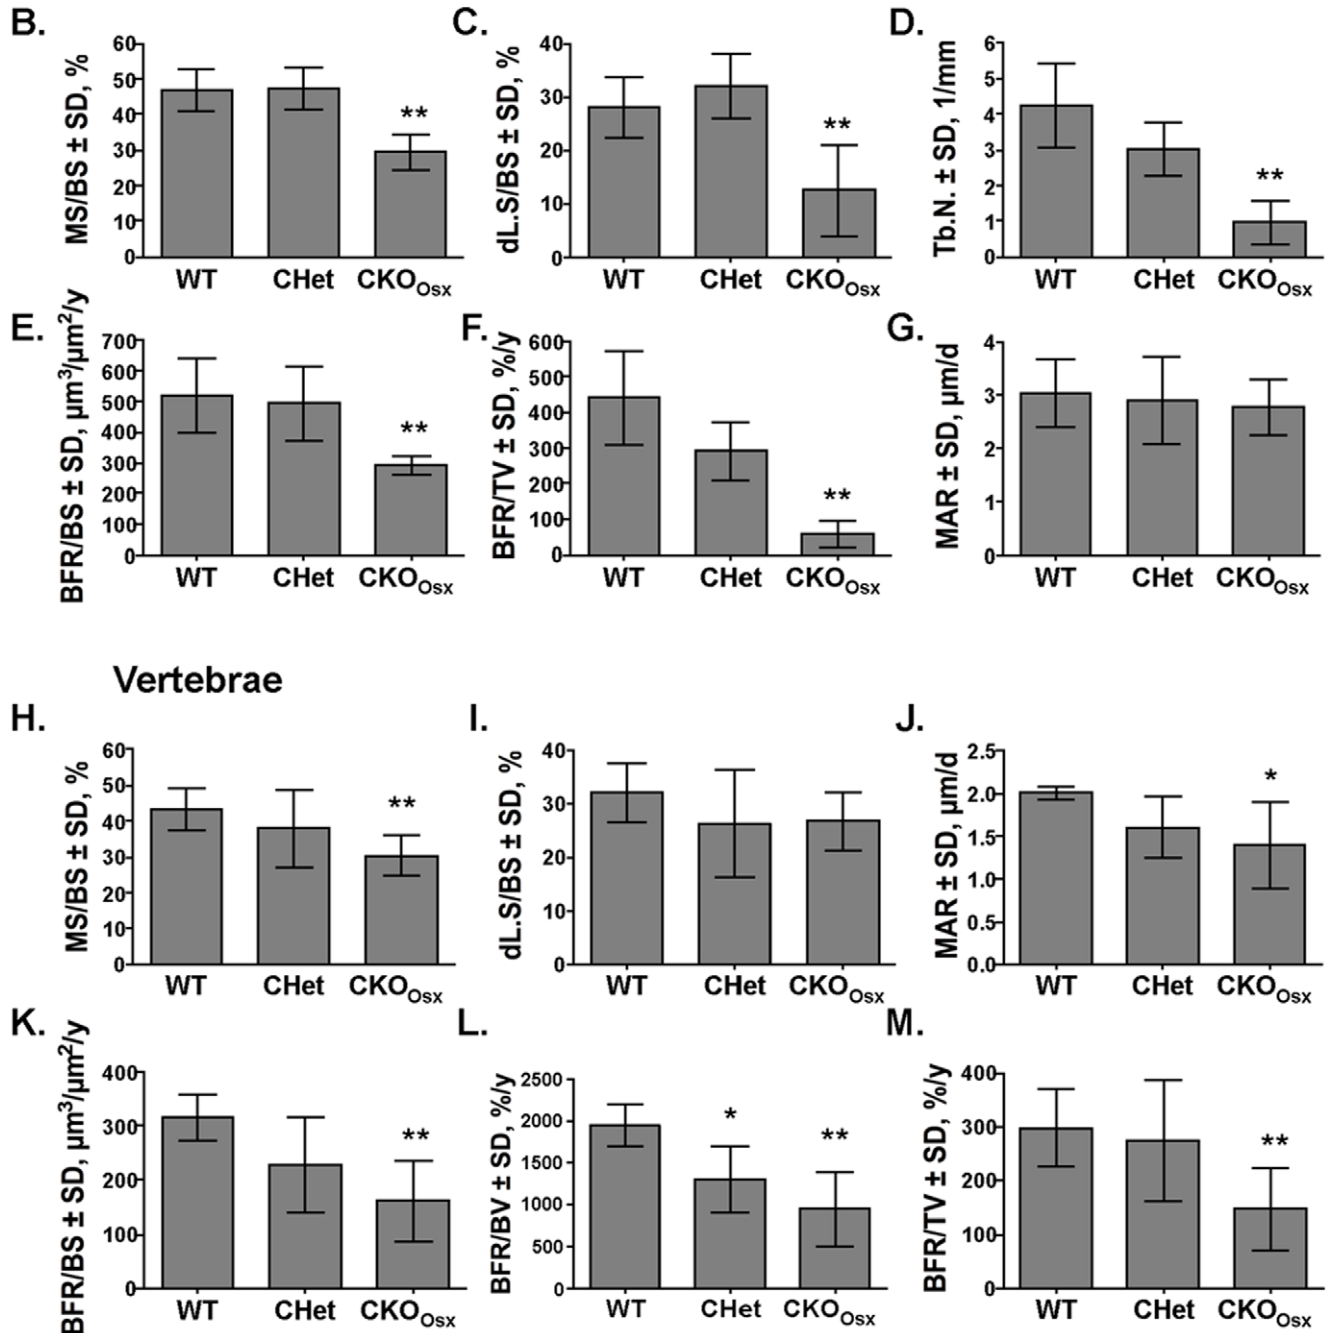 B.
MS/BS ± SD, %
60
50
40
30
20
10
0
**
WT CHet CKOOsx
C.
dL.S/BS ± SD, %
40
30
20
10
0
**
WT CHet CKOOsx
D.
Tb.N. ± SD, 1/mm
6
5
4
3
2
1
0
**
WT CHet CKOOsx
E.
BFR/BS ± SD, µm³/µm²/y
700
600
500
400
300
200
100
0
**
WT CHet CKOOsx
F.
BFR/TV ± SD, %/y
600
500
400
300
200
100
0
**
WT CHet CKOOsx
G.
MAR ± SD, µm/d
4
3
2
1
0
WT CHet CKOOsx
Vertebrae
H.
MS/BS ± SD, %
60
50
40
30
20
10
0
**
WT CHet CKOOsx
I.
dL.S/BS ± SD, %
40
30
20
10
0
WT CHet CKOOsx
J.
MAR ± SD, µm/d
2.5
2.0
1.5
1.0
0.5
0.0
*
WT CHet CKOOsx
K.
BFR/BS ± SD, µm³/µm²/y
400
300
200
100
0
**
WT CHet CKOOsx
L.
BFR/BV ± SD, %/y
2500
2000
1500
1000
500
0
*
**
WT CHet CKOOsx
M.
BFR/TV ± SD, %/y
400
300
200
100
0
**
WT CHet CKOOsx